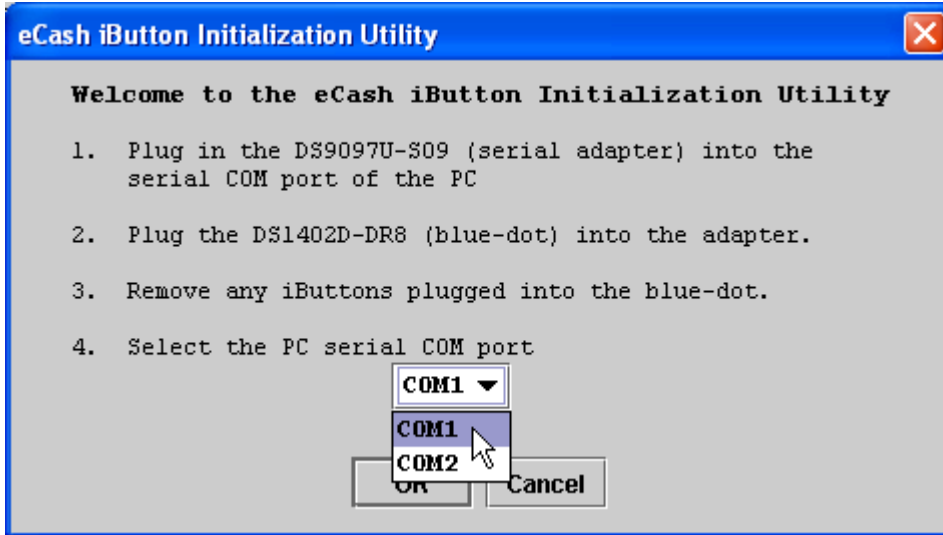 eCash iButton Initialization Utility
Welcome to the eCash iButton Initialization Utility
1. Plug in the DS9097U-S09 (serial adapter) into the
serial COM port of the PC
2. Plug the DS1402D-DR8 (blue-dot) into the adapter.
3. Remove any iButtons plugged into the blue-dot.
4. Select the PC serial COM port
COM1
COM1
COM2
OK Cancel